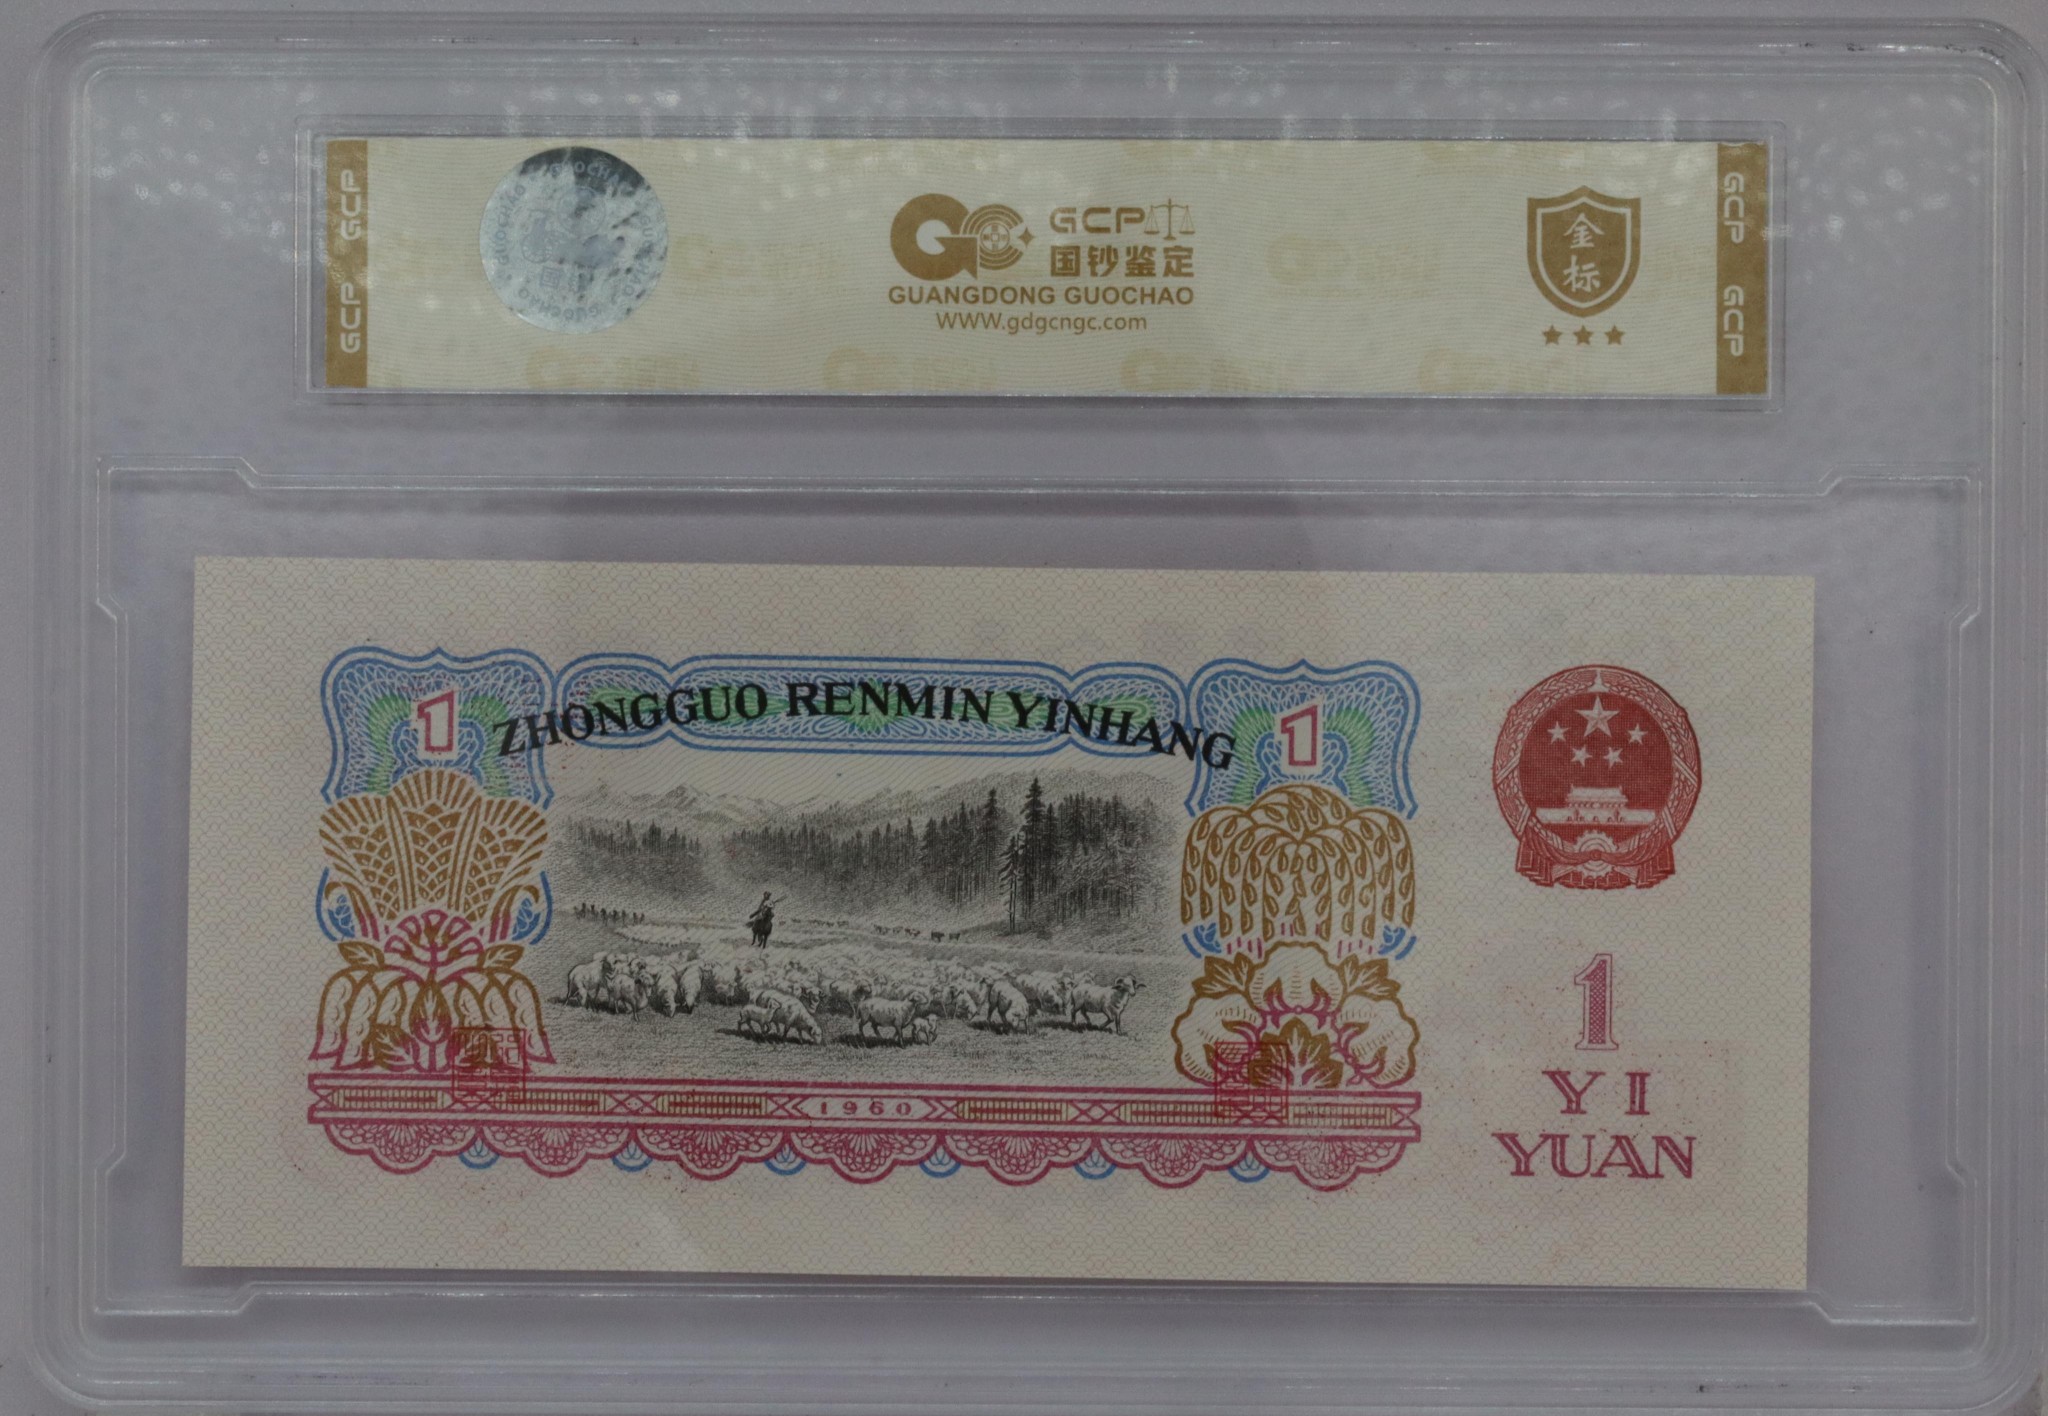 GCP GCP
GCP
国钞鉴定
GUANGDONG GUOCHAO
WWW.gdgcngc.com
金标
GCP GCP
ZHONGGUO RENMIN YINHANG
1
1
1
YI
YUAN
1960